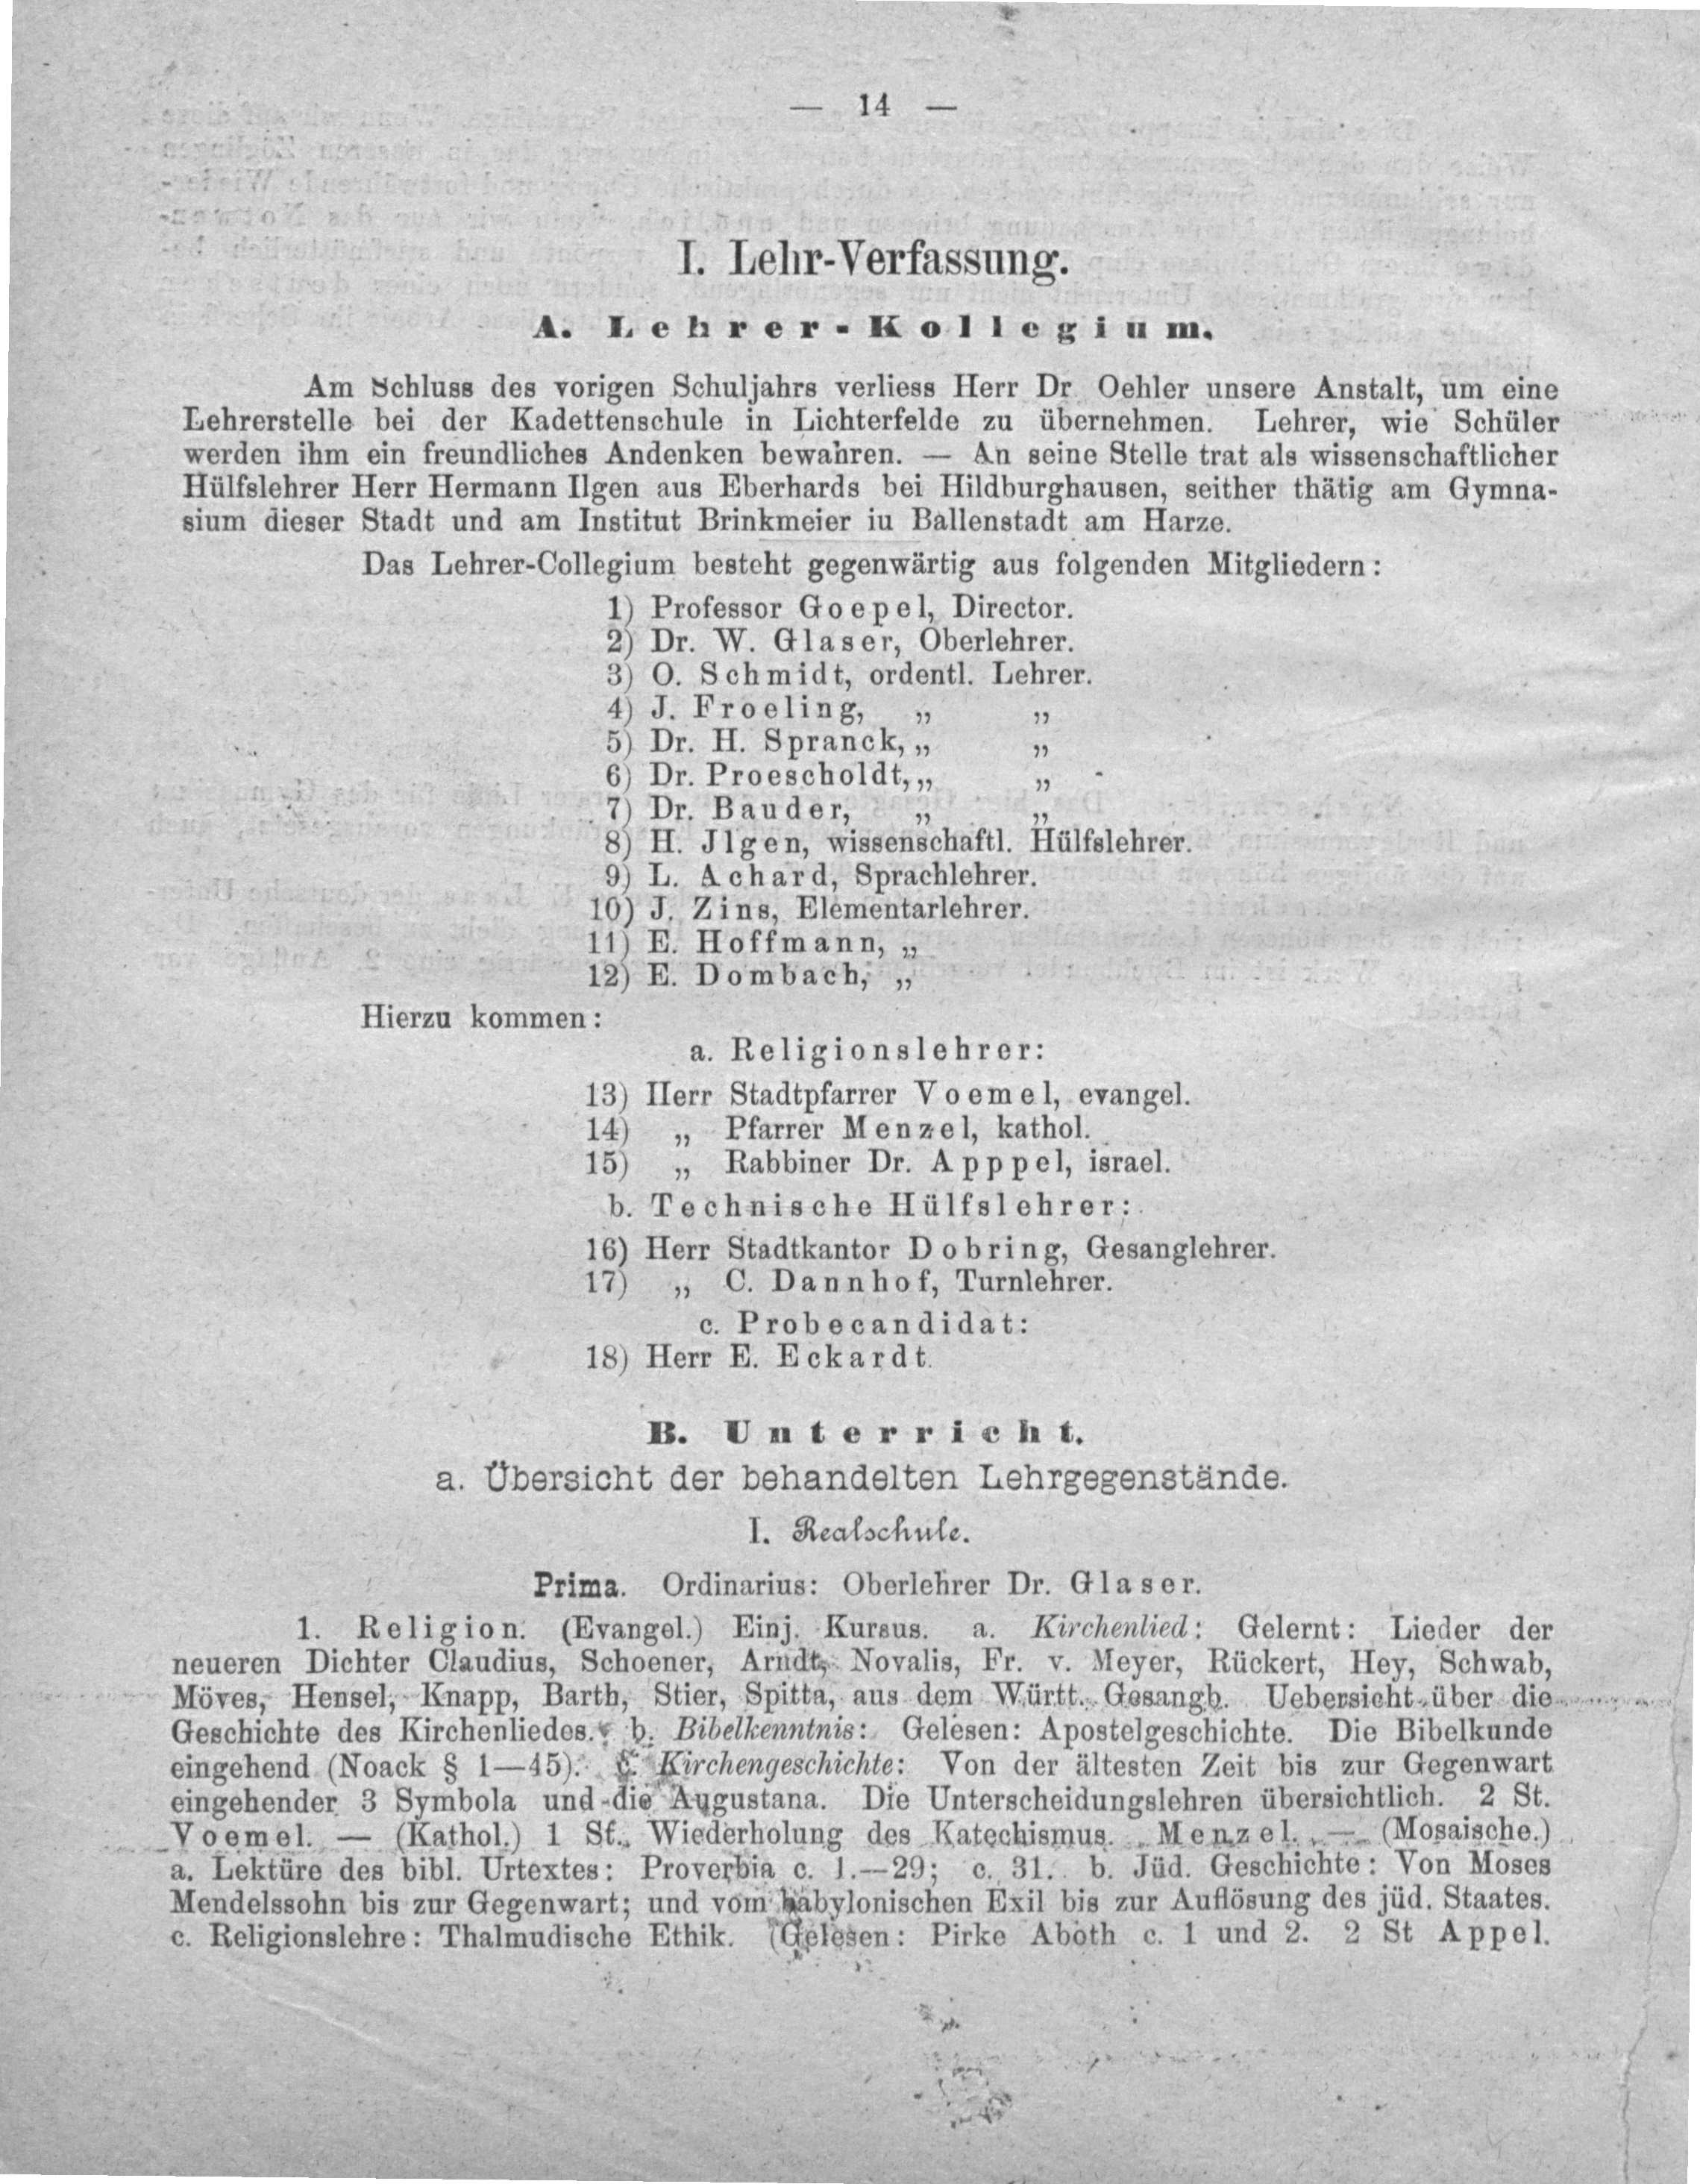 — 14 —
I. Lehr-Verfassung.
A. Lehrer-Kollegium.
Am Schluss des vorigen Schuljahrs verliess Herr Dr. Oehler unsere Anstalt, um eine
Lehrerstelle bei der Kadettenschule in Lichterfelde zu übernehmen. Lehrer, wie Schüler
werden ihm ein freundliches Andenken bewahren. — An seine Stelle trat als wissenschaftlicher
Hülfslehrer Herr Hermann Ilgen aus Eberhards bei Hildburghausen, seither thätig am Gymna-
sium dieser Stadt und am Institut Brinkmeier iu Ballenstadt am Harze.
Das Lehrer-Collegium besteht gegenwärtig aus folgenden Mitgliedern:
1) Professor Goepel, Director.
2) Dr. W. Glaser, Oberlehrer.
3) O. Schmidt, ordentl. Lehrer.
4) J. Froeling, „ „
5) Dr. H. Spranck, „ „
6) Dr. Proescholdt, „ „
7) Dr. Bauder, „ „
8) H. Jlgen, wissenschaftl. Hülfslehrer.
9) L. Achard, Sprachlehrer.
10) J. Zins, Elementarlehrer.
11) E. Hoffmann, „
12) E. Dombach, „
Hierzu kommen:
a. Religionslehrer:
13) Herr Stadtpfarrer Voemel, evangel.
14) „ Pfarrer Menzel, kathol.
15) „ Rabbiner Dr. Apppel, israel.
b. Technische Hülfslehrer:
16) Herr Stadtkantor Dobring, Gesanglehrer.
17) „ C. Dannhof, Turnlehrer.
c. Probecandidat:
18) Herr E. Eckardt.
B. Unterricht.
a. Übersicht der behandelten Lehrgegenstände.
I. Realschule.
Prima. Ordinarius: Oberlehrer Dr. Glaser.
1. Religion. (Evangel.) Einj. Kursus. a. Kirchenlied: Gelernt: Lieder der
neueren Dichter Claudius, Schoener, Arndt, Novalis, Fr. v. Meyer, Rückert, Hey, Schwab,
Möves, Hensel, Knapp, Barth, Stier, Spitta, aus dem Württ. Gesangb. Uebersicht über die
Geschichte des Kirchenliedes. b. Bibelkenntnis: Gelesen: Apostelgeschichte. Die Bibelkunde
eingehend (Noack § 1—45). c. Kirchengeschichte: Von der ältesten Zeit bis zur Gegenwart
eingehender 3 Symbola und die Augustana. Die Unterscheidungslehren übersichtlich. 2 St.
Voemel. — (Kathol.) 1 St. Wiederholung des Katechismus. Menzel. — (Mosaische.)
a. Lektüre des bibl. Urtextes: Proverbia c. 1.—29; c. 31. b. Jüd. Geschichte: Von Moses
Mendelssohn bis zur Gegenwart; und vom babylonischen Exil bis zur Auflösung des jüd. Staates.
c. Religionslehre: Thalmudische Ethik. (Gelesen: Pirke Aboth c. 1 und 2. 2 St Appel.